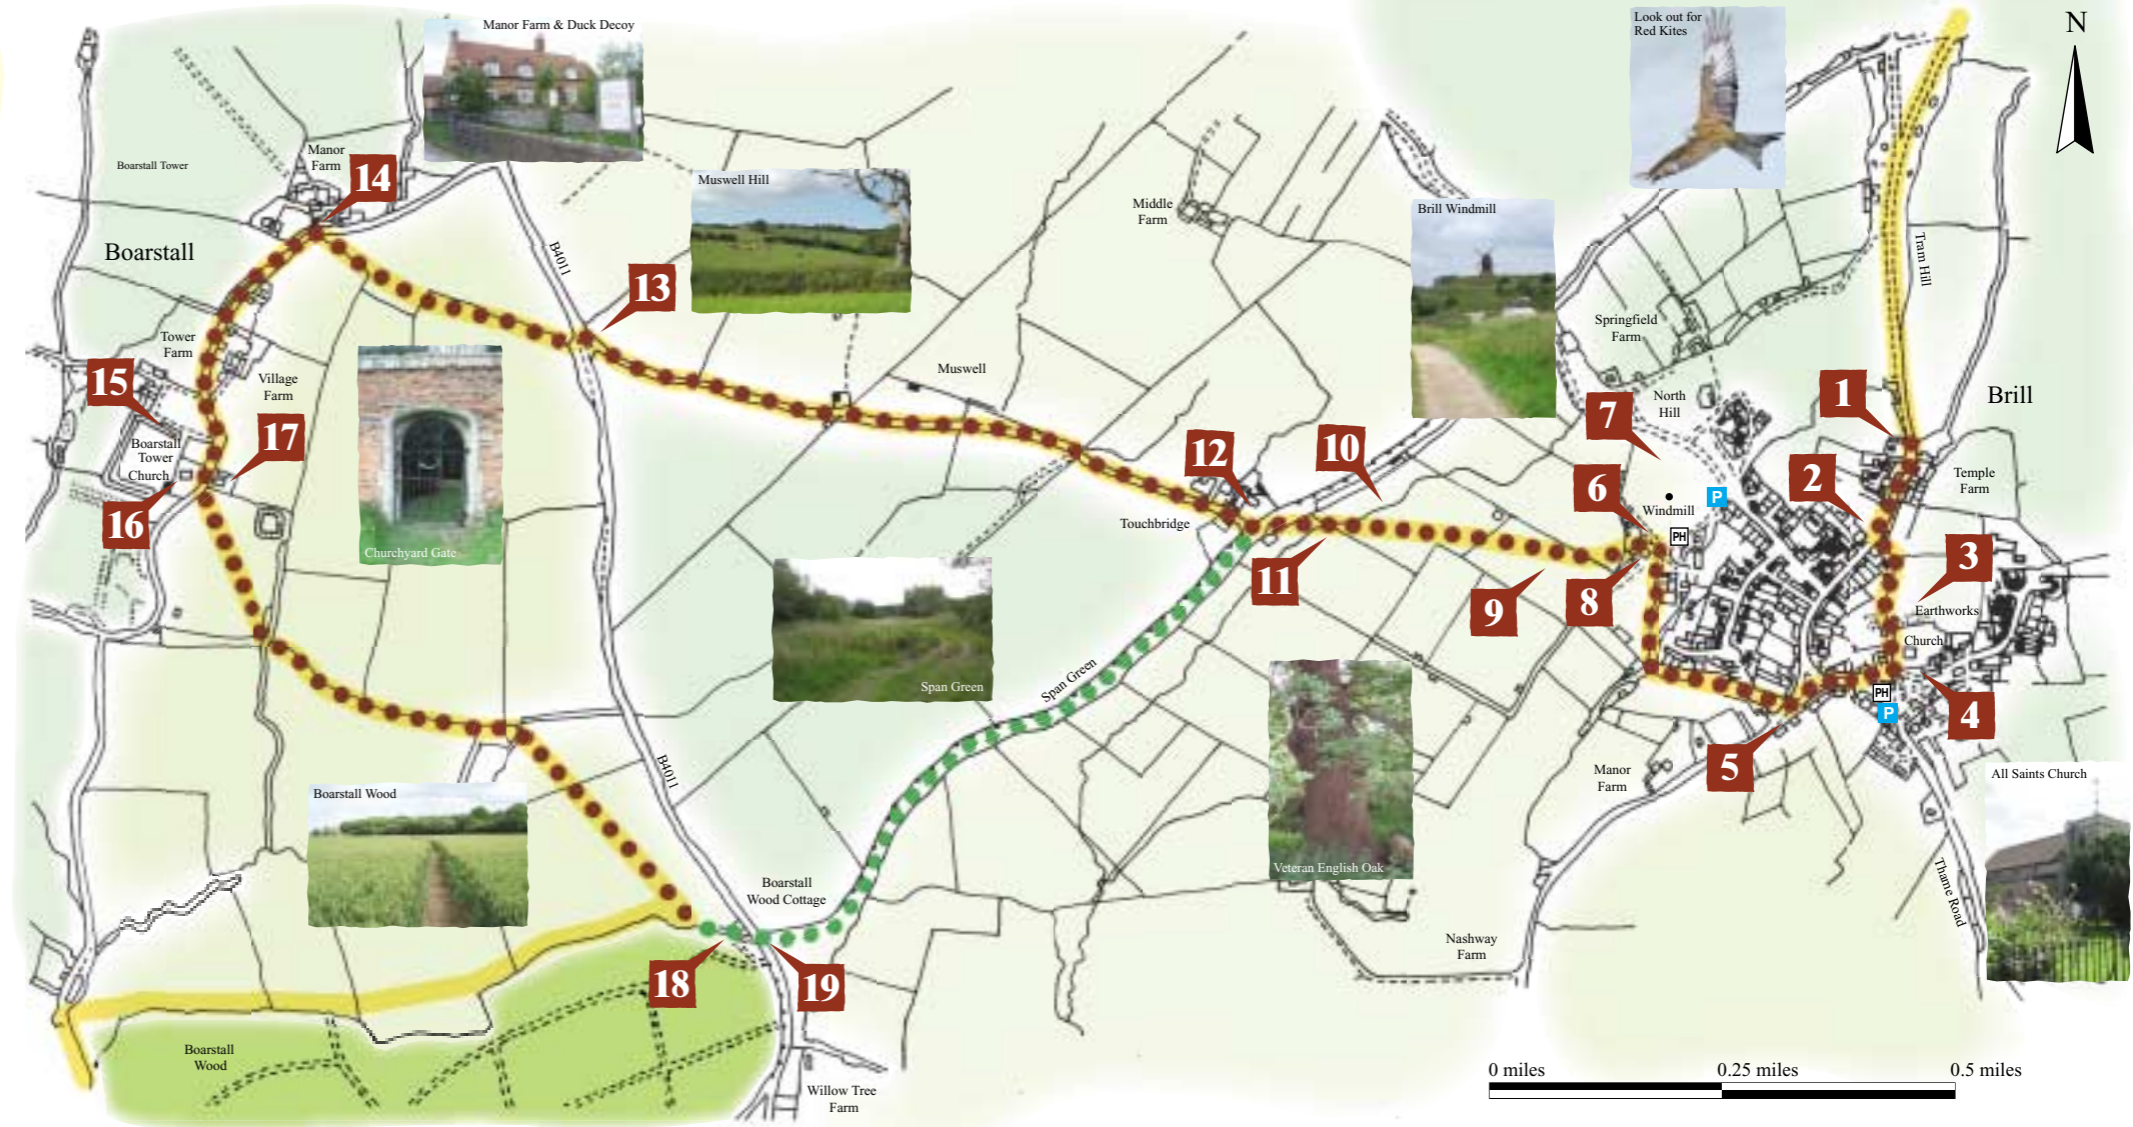 Manor Farm & Duck Decoy
Look out for
Red Kites
N
Manor
Farm
Boarstall Tower
14
Muswell Hill
Middle
Farm
Brill Windmill
Boarstall
B4011
13
Tram Hill
Springfield
Farm
Tower
Farm
15
Village
Farm
Muswell
North
Hill
7
1
Brill
Boarstall
Tower
Church
17
12
10
6
2
Temple
Farm
P
Windmill
16
Touchbridge
PH
Churchyard Gate
11
9
8
3
Earthworks
Church
Span Green
Span Green
PH
P
4
5
B4011
Manor
Farm
All Saints Church
Boarstall Wood
Veteran English Oak
Boarstall
Wood Cottage
Thame Road
Nashway
Farm
18
19
Boarstall
Wood
Willow Tree
Farm
0 miles
0.25 miles
0.5 miles